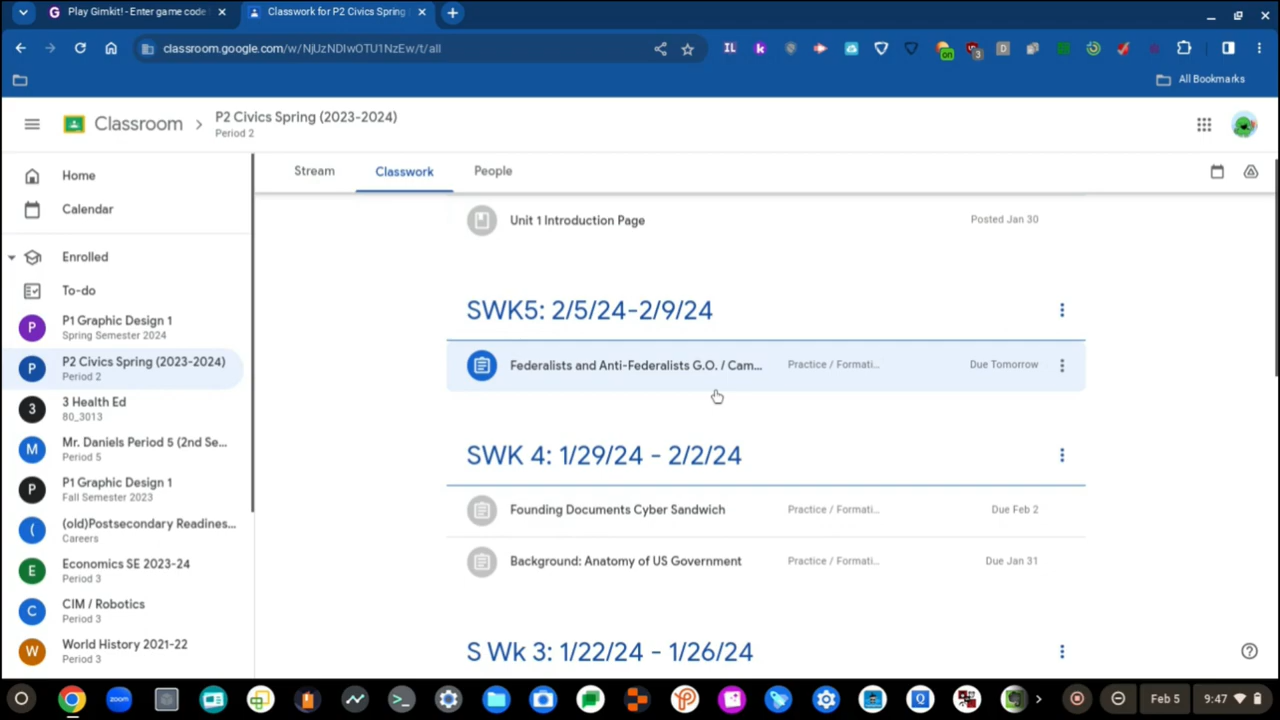 Play Gimkit! - Enter game code
Classwork for P2 Civics Spring
classroom.google.com/w/NjUzNDIwOTU1NzEw/t/all
IL
k
on
3
D
All Bookmarks
Classroom
P2 Civics Spring (2023-2024)
Period 2
Home
Calendar
Enrolled
To-do
P
P1 Graphic Design 1
Spring Semester 2024
P
P2 Civics Spring (2023-2024)
Period 2
3
3 Health Ed
80_3013
M
Mr. Daniels Period 5 (2nd Se...
Period 5
P
P1 Graphic Design 1
Fall Semester 2023
(
(old)Postsecondary Readines...
Careers
E
Economics SE 2023-24
Period 3
C
CIM / Robotics
Period 3
W
World History 2021-22
Period 3
Stream
Classwork
People
Unit 1 Introduction Page
Posted Jan 30
SWK5: 2/5/24-2/9/24
Federalists and Anti-Federalists G.O. / Cam...
Practice / Formati...
Due Tomorrow
SWK 4: 1/29/24 - 2/2/24
Founding Documents Cyber Sandwich
Practice / Formati...
Due Feb 2
Background: Anatomy of US Government
Practice / Formati...
Due Jan 31
S Wk 3: 1/22/24 - 1/26/24
zoom
Q
Feb 5
9:47